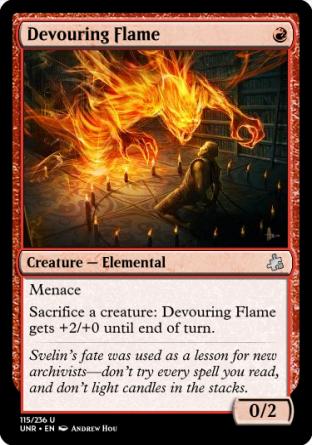 Devouring Flame
Creature — Elemental
Menace
Sacrifice a creature: Devouring Flame
gets +2/+0 until end of turn.
Svelin's fate was used as a lesson for new
archivists—don't try every spell you read,
and don't light candles in the stacks.
0/2
115/236 U
UNR • EN Andrew Hou